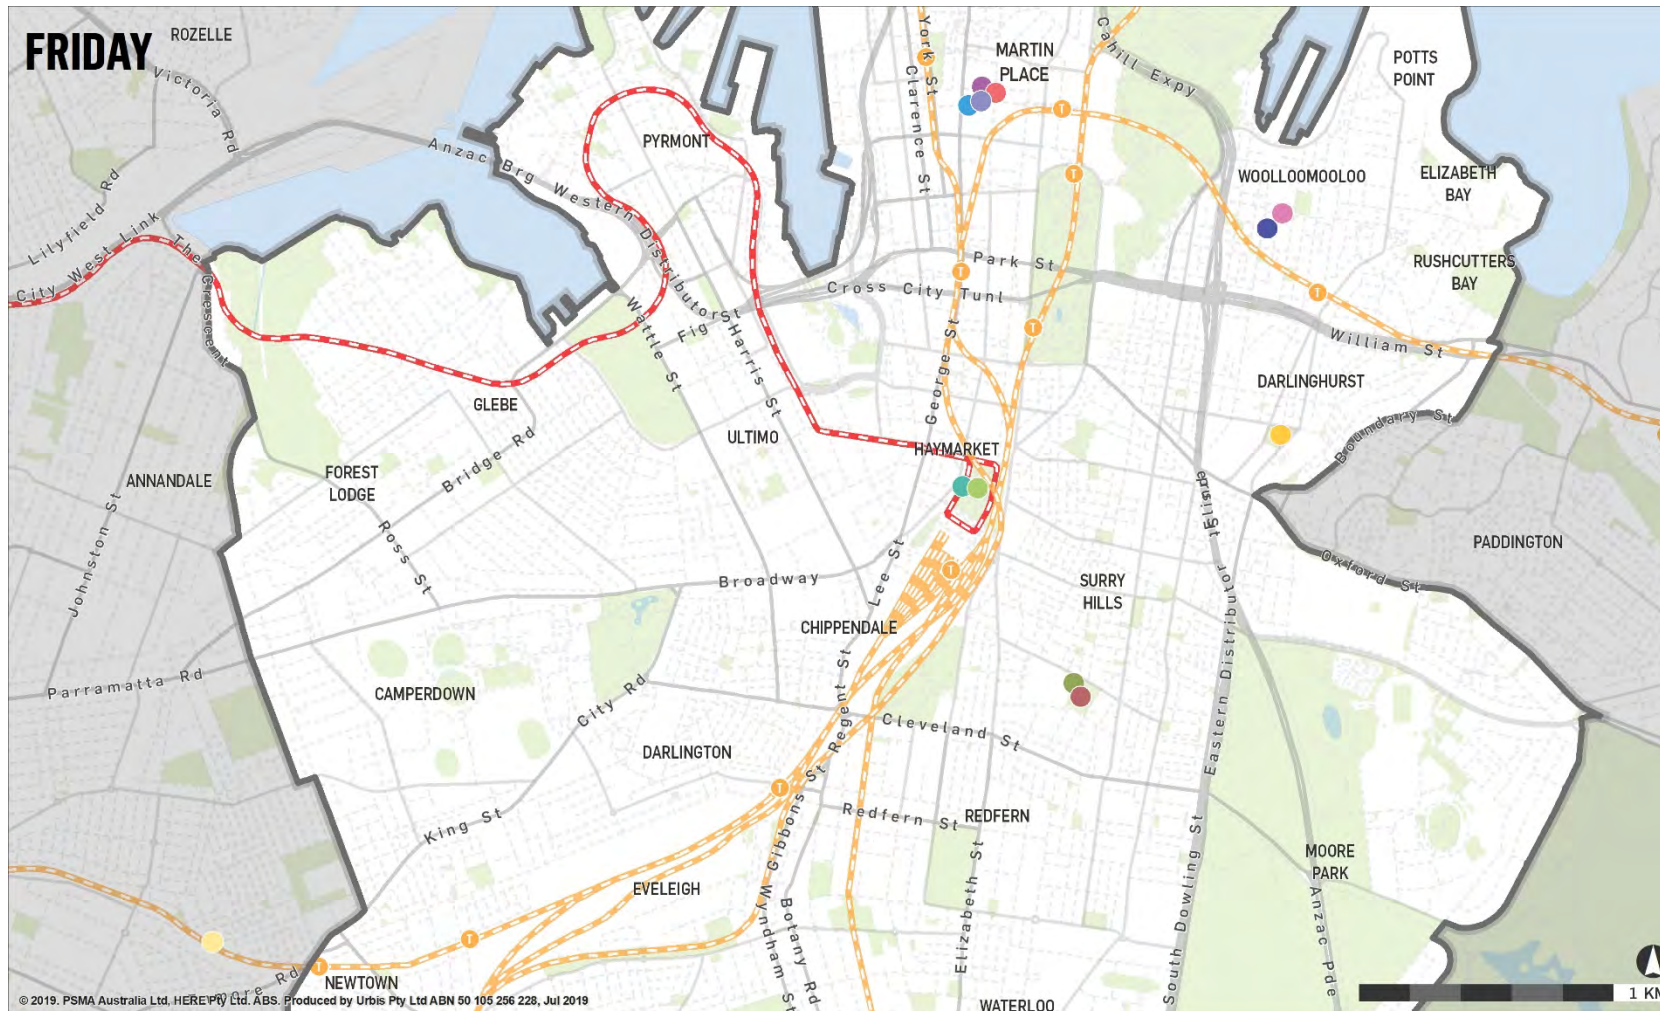 FRIDAY
ROZELLE
Victoria Rd
Lilyfield Rd
City West Link
The Crescent
Anzac Brg
Western Distributor
PYRMONT
York St
Clarence St
MARTIN
PLACE
Cahill Expy
POTTS
POINT
WOOLLOOMOOLOO
ELIZABETH
BAY
RUSHCUTTERS
BAY
Park St
Cross City Tunl
William St
Fig St
Wattle St
Harris St
George St
DARLINGHURST
Boundary St
GLEBE
ULTIMO
HAYMARKET
Bridge Rd
FOREST
LODGE
ANNANDALE
Johnston St
Ross St
Broadway
Lee St
SURRY
HILLS
PADDINGTON
Oxford St
Eastern Distributor
CHIPPENDALE
Regent St
Parramatta Rd
CAMPERDOWN
City Rd
Cleveland St
DARLINGTON
King St
Gibbons St
Redfern St
REDFERN
EVELEIGH
Wyndham St
Botany Rd
Elizabeth St
South Dowling St
MOORE
PARK
Anzac Pde
NEWTOWN
WATERLOO
T
T
T
T
T
T
T
T
T
T
T
© 2019. PSMA Australia Ltd, HERE Pty Ltd. ABS. Produced by Urbis Pty Ltd ABN 50 105 256 228, Jul 2019